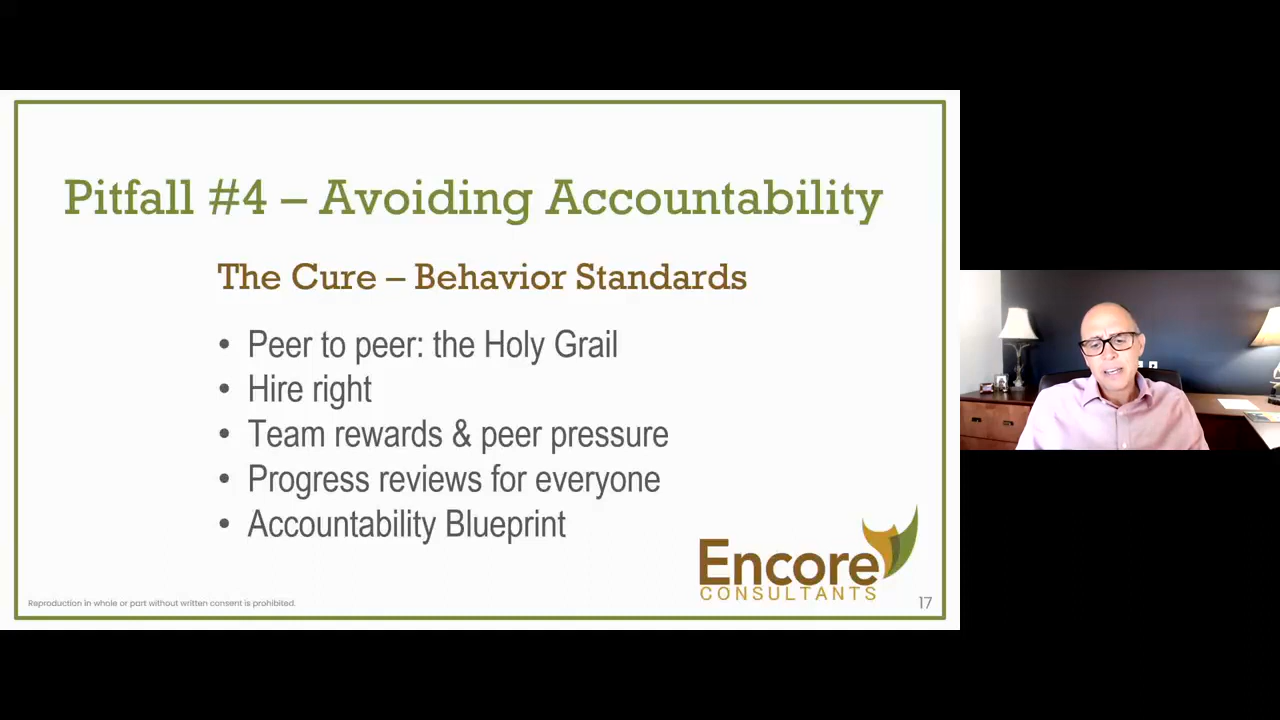 Pitfall #4 – Avoiding Accountability
The Cure – Behavior Standards
• Peer to peer: the Holy Grail
• Hire right
• Team rewards & peer pressure
• Progress reviews for everyone
• Accountability Blueprint
Encore
CONSULTANTS
Reproduction in whole or part without written consent is prohibited.
17